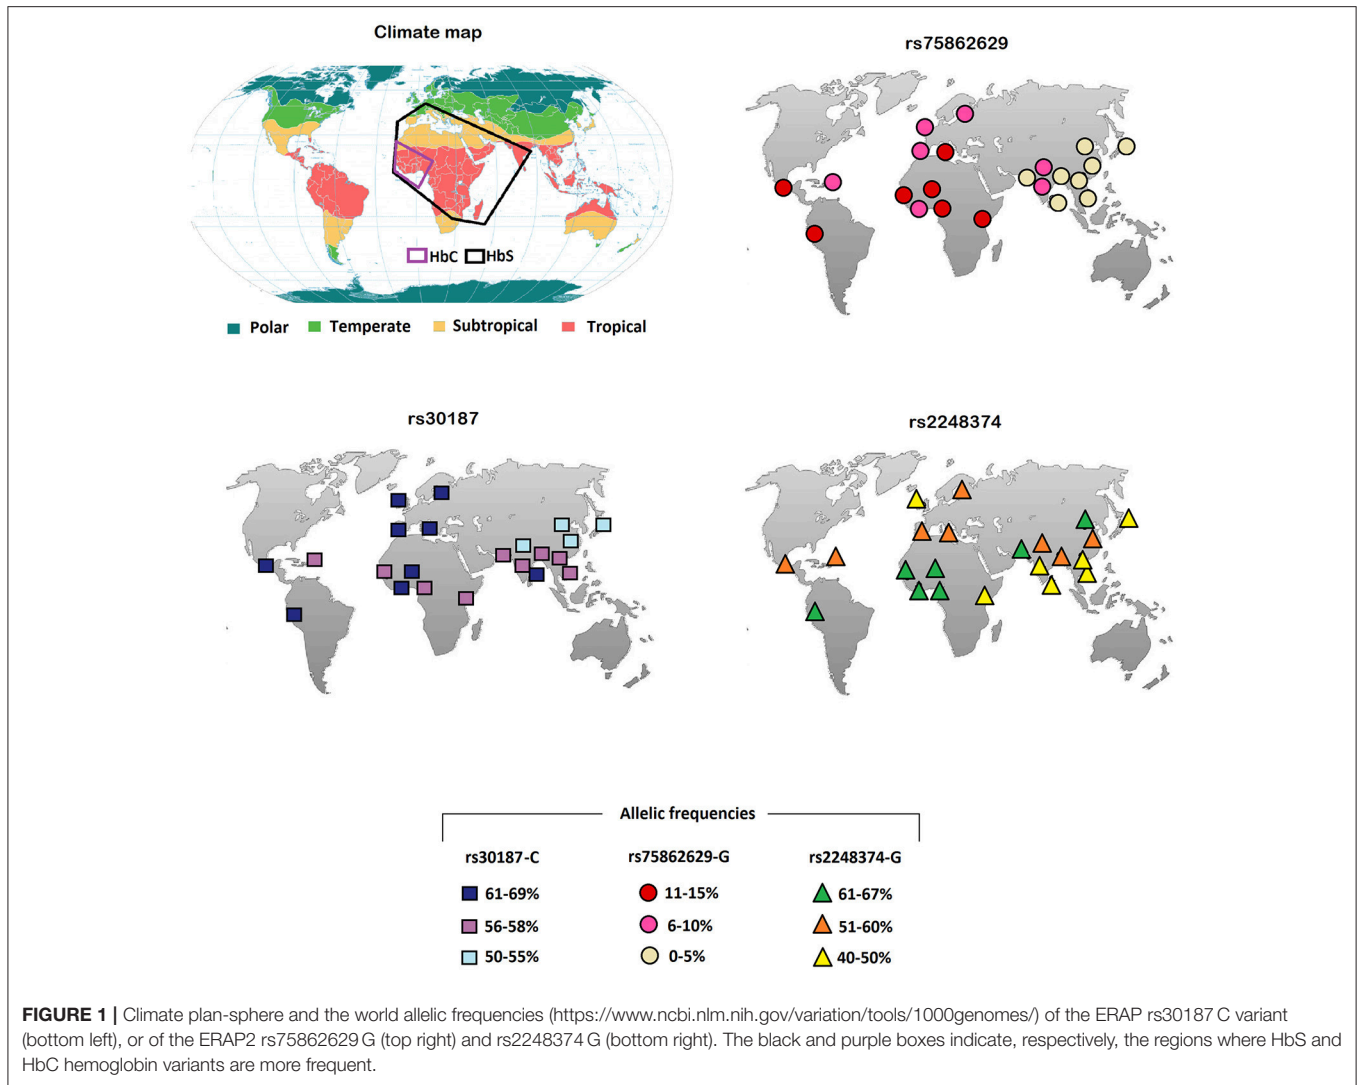 Climate map
HbC HbS
Polar Temperate Subtropical Tropical
rs75862629
rs30187
rs2248374
Allelic frequencies
rs30187-C rs75862629-G rs2248374-G
61-69% 11-15% 61-67%
56-58% 6-10% 51-60%
50-55% 0-5% 40-50%
FIGURE 1 | Climate plan-sphere and the world allelic frequencies (https://www.ncbi.nlm.nih.gov/variation/tools/1000genomes/) of the ERAP rs30187 C variant
(bottom left), or of the ERAP2 rs75862629 G (top right) and rs2248374 G (bottom right). The black and purple boxes indicate, respectively, the regions where HbS and
HbC hemoglobin variants are more frequent.